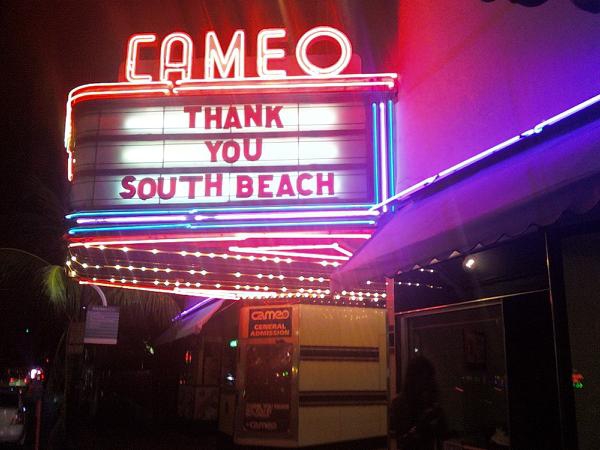 CAMEO
THANK
YOU
SOUTH BEACH
cameo
GENERAL
ADMISSION
cameo